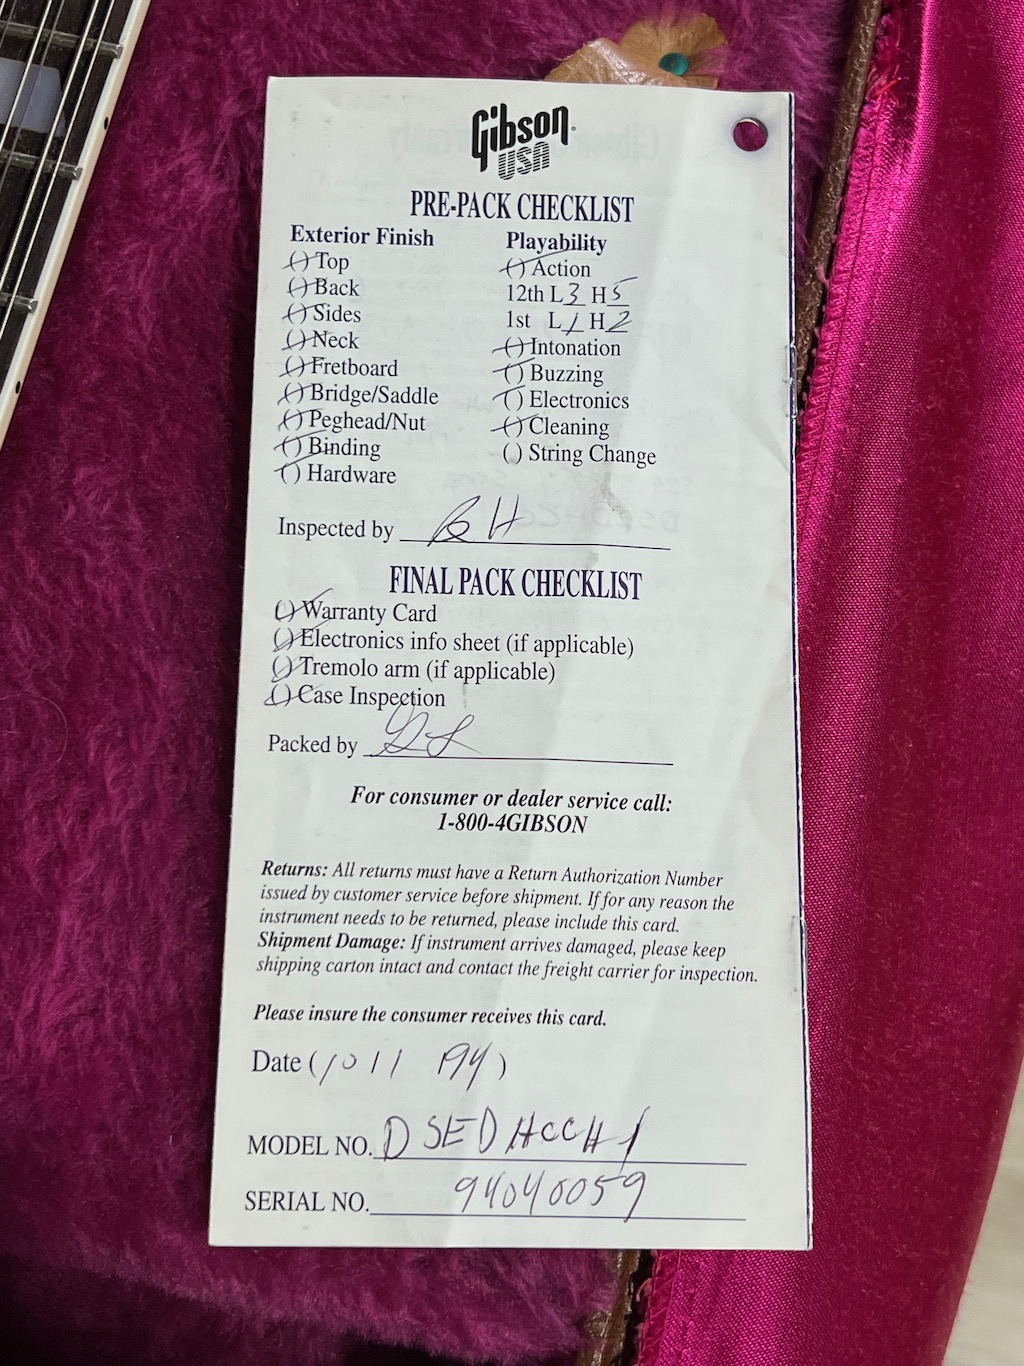 Gibson
USA
PRE-PACK CHECKLIST
Exterior Finish
() Top
() Back
() Sides
() Neck
() Fretboard
() Bridge/Saddle
() Peghead/Nut
() Binding
() Hardware
Playability
() Action
12th L 3 H 5
1st L 1 H 2
() Intonation
() Buzzing
() Electronics
() Cleaning
() String Change
Inspected by BH
FINAL PACK CHECKLIST
() Warranty Card
() Electronics info sheet (if applicable)
() Tremolo arm (if applicable)
() Case Inspection
Packed by
For consumer or dealer service call:
1-800-4GIBSON
Returns: All returns must have a Return Authorization Number
issued by customer service before shipment. If for any reason the
instrument needs to be returned, please include this card.
Shipment Damage: If instrument arrives damaged, please keep
shipping carton intact and contact the freight carrier for inspection.
Please insure the consumer receives this card.
Date (10 11 94)
MODEL NO. DSEDHCCH1
SERIAL NO. 94040059